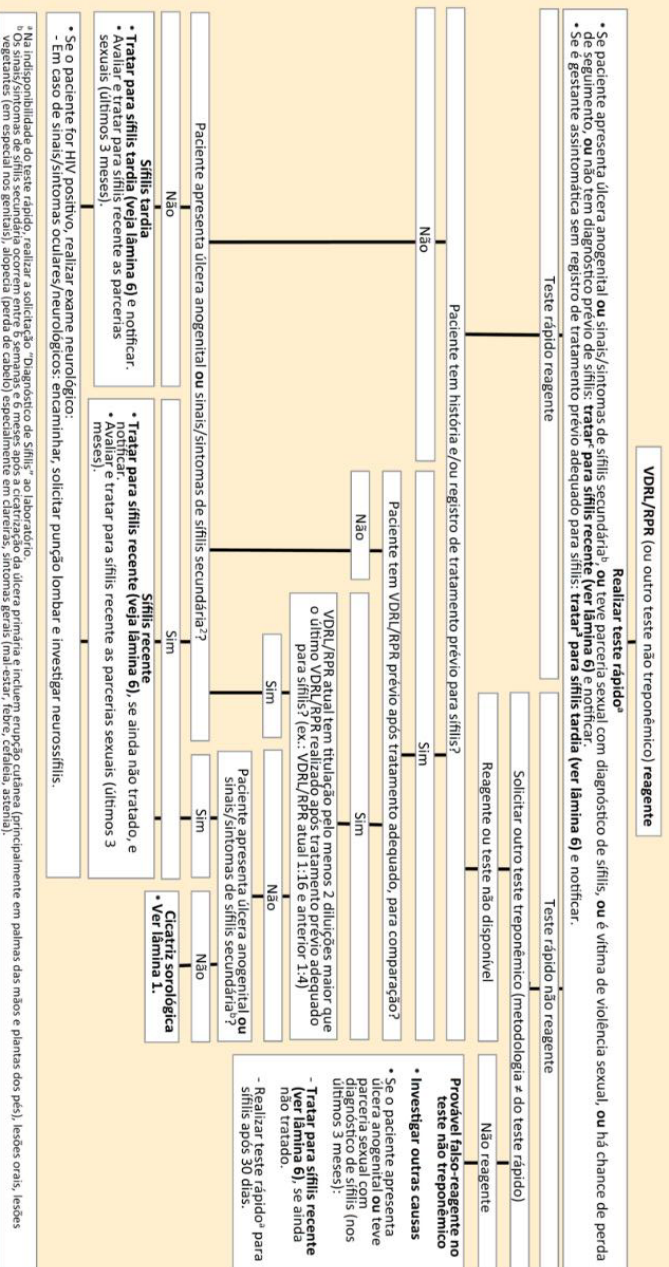 VDRL/RPR (ou outro teste não treponêmico) reagente
Realizar teste rápidoª
• Se paciente apresenta úlcera anogenital ou sinais/sintomas de sífilis secundáriaᵇ, ou teve parceria sexual com diagnóstico de sífilis, ou é vítima de violência sexual, ou há chance de perda
de seguimento, ou não tem diagnóstico prévio de sífilis: tratarᶜ para sífilis recente (ver lâmina 6) e notificar.
• Se é gestante assintomática sem registro de tratamento prévio adequado para sífilis: tratarᵃ para sífilis tardia (ver lâmina 6) e notificar.
Teste rápido reagente
Teste rápido não reagente
Solicitar outro teste treponêmico (metodologia ≠ do teste rápido)
Reagente ou teste não disponível
Não reagente
Paciente tem história e/ou registro de tratamento prévio para sífilis?
Não
Sim
Provável falso-reagente no
teste não treponêmico
• Investigar outras causas
• Se o paciente apresenta
úlcera anogenital ou teve
parceria sexual com
diagnóstico de sífilis (nos
últimos 3 meses):
- Tratar para sífilis recente
(ver lâmina 6), se ainda
não tratado.
- Realizar teste rápidoª para
sífilis após 30 dias.
Paciente tem VDRL/RPR prévio após tratamento adequado, para comparação?
Não
Sim
VDRL/RPR atual tem titulação pelo menos 2 diluições maior que
o último VDRL/RPR realizado após tratamento prévio adequado
para sífilis? (ex.: VDRL/RPR atual 1:16 e anterior 1:4)
Sim
Não
Paciente apresenta úlcera anogenital ou sinais/sintomas de sífilis secundária²?
Paciente apresenta úlcera anogenital ou
sinais/sintomas de sífilis secundáriaᵇ?
Não
Sim
Sim
Não
Sífilis tardia
• Tratar para sífilis tardia (veja lâmina 6) e notificar.
• Avaliar e tratar para sífilis recente as parcerias
sexuais (últimos 3 meses).
Sífilis recente
• Tratar para sífilis recente (veja lâmina 6), se ainda não tratado, e
notificar.
• Avaliar e tratar para sífilis recente as parcerias sexuais (últimos 3
meses).
Cicatriz sorológica
• Ver lâmina 1.
• Se o paciente for HIV positivo, realizar exame neurológico:
- Em caso de sinais/sintomas oculares/neurológicos: encaminhar, solicitar punção lombar e investigar neurossífilis.
ª Na indisponibilidade do teste rápido, realizar a solicitação "Diagnóstico de Sífilis" ao laboratório.
ᵇ Os sinais/sintomas de sífilis secundária ocorrem entre 6 semanas e 6 meses após a cicatrização da úlcera primária e incluem erupção cutânea (principalmente em palmas das mãos e plantas dos pés), lesões orais, lesões
vegetantes (em especial nos genitais), alopecia (perda de cabelo) especialmente em clareiras, sintomas gerais (mal-estar, febre, cefaleia, astenia).